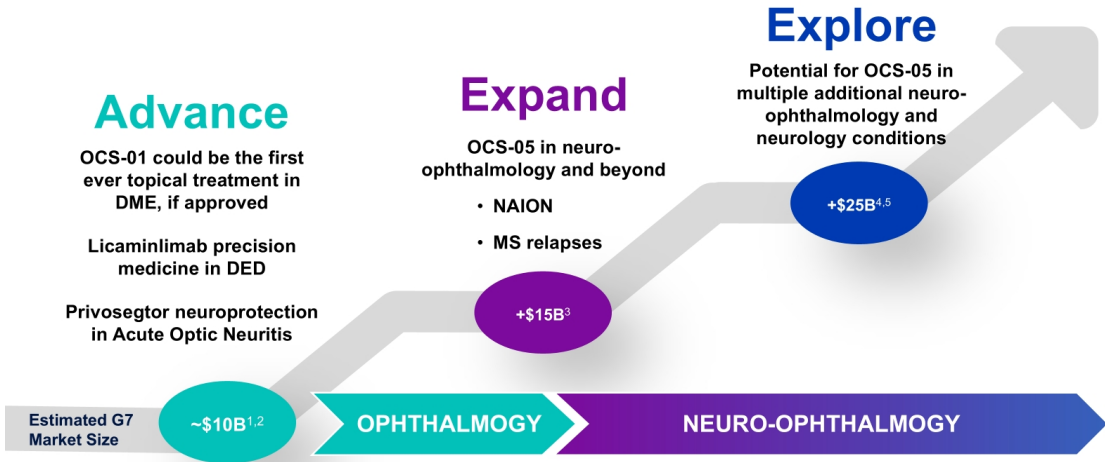 Advance
OCS-01 could be the first
ever topical treatment in
DME, if approved
Licaminlimab precision
medicine in DED
Privosegtor neuroprotection
in Acute Optic Neuritis
Expand
OCS-05 in neuro-
ophthalmology and beyond
• NAION
• MS relapses
Explore
Potential for OCS-05 in
multiple additional neuro-
ophthalmology and
neurology conditions
+$25B4,5
+$15B3
Estimated G7
Market Size
~$10B1,2
OPHTHALMOGY
NEURO-OPHTHALMOGY